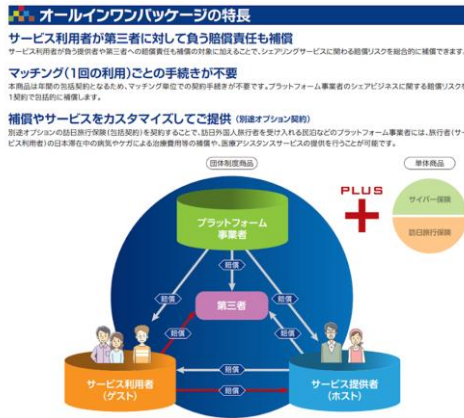 オールインワンパッケージの特長
サービス利用者が第三者に対して負う賠償責任も補償
サービス利用者が負う提供者や第三者への賠償責任も補償の対象に加えることで、シェアリングサービスに関わる賠償リスクを総合的に補償できます。
マッチング(1回の利用)ごとの手続きが不要
本商品は年間の包括契約となるため、マッチング単位での契約手続きが不要です。プラットフォーム事業者のシェアビジネスに関する賠償リスクを
1契約で包括的に補償します。
補償やサービスをカスタマイズしてご提供 (別途オプション契約)
別途オプションの訪日旅行保険(包括契約)を契約することで、訪日外国人旅行者を受け入れる民泊などのプラットフォーム事業者には、旅行者(サー
ビス利用者)の日本滞在中の病気やケガによる治療費用等の補償や、医療アシスタンスサービスの提供を行うことが可能です。
団体制度商品
単体商品
プラットフォーム
事業者
PLUS
+
サイバー保険
訪日旅行保険
賠償
賠償
賠償
第三者
賠償
賠償
サービス利用者
(ゲスト)
賠償
賠償
サービス提供者
(ホスト)